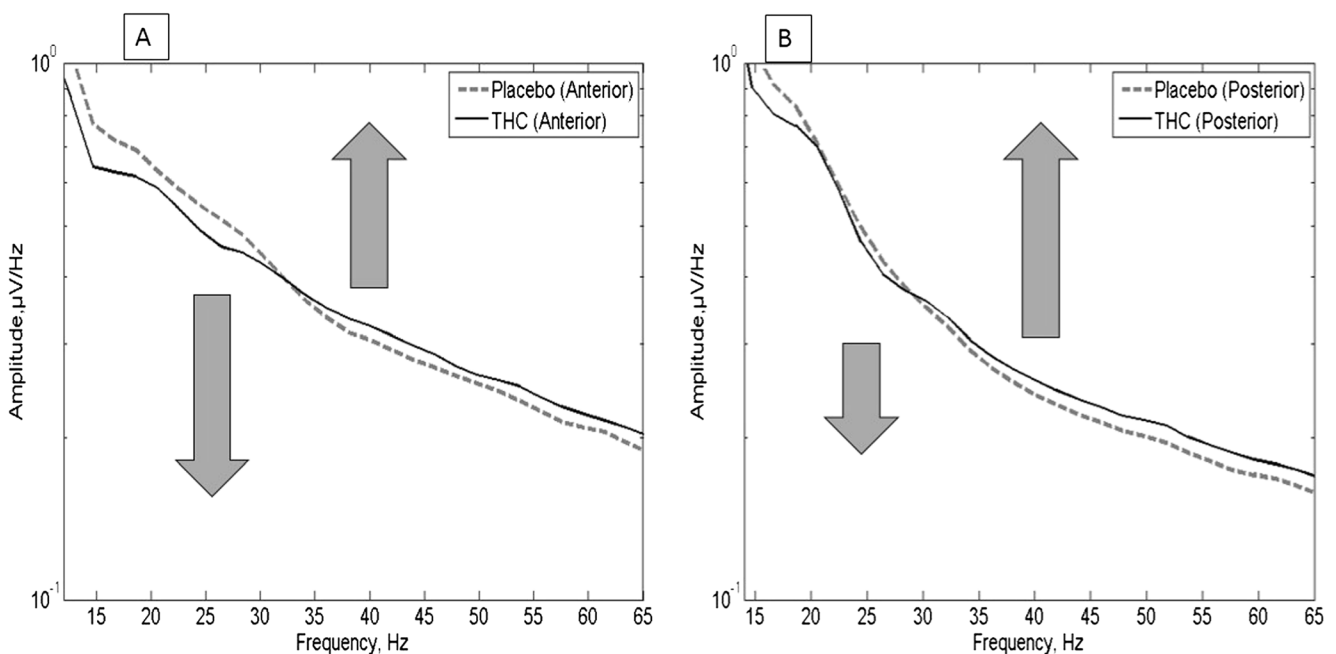 A
10^0
Placebo (Anterior)
THC (Anterior)
Amplitude,µV/Hz
10^-1
15 20 25 30 35 40 45 50 55 60 65
Frequency, Hz
B
10^0
Placebo (Posterior)
THC (Posterior)
Amplitude,µV/Hz
10^-1
15 20 25 30 35 40 45 50 55 60 65
Frequency, Hz